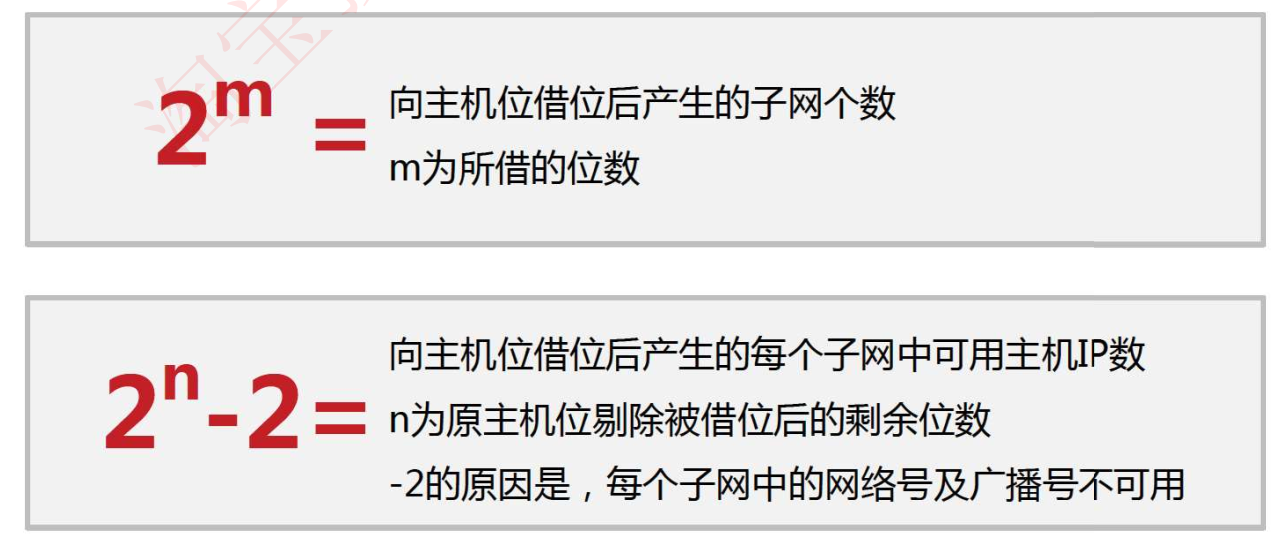 2^m =
向主机位借位后产生的子网个数
m为所借的位数
2^n-2=
向主机位借位后产生的每个子网中可用主机IP数
n为原主机位剔除被借位后的剩余位数
-2的原因是，每个子网中的网络号及广播号不可用
淘宝